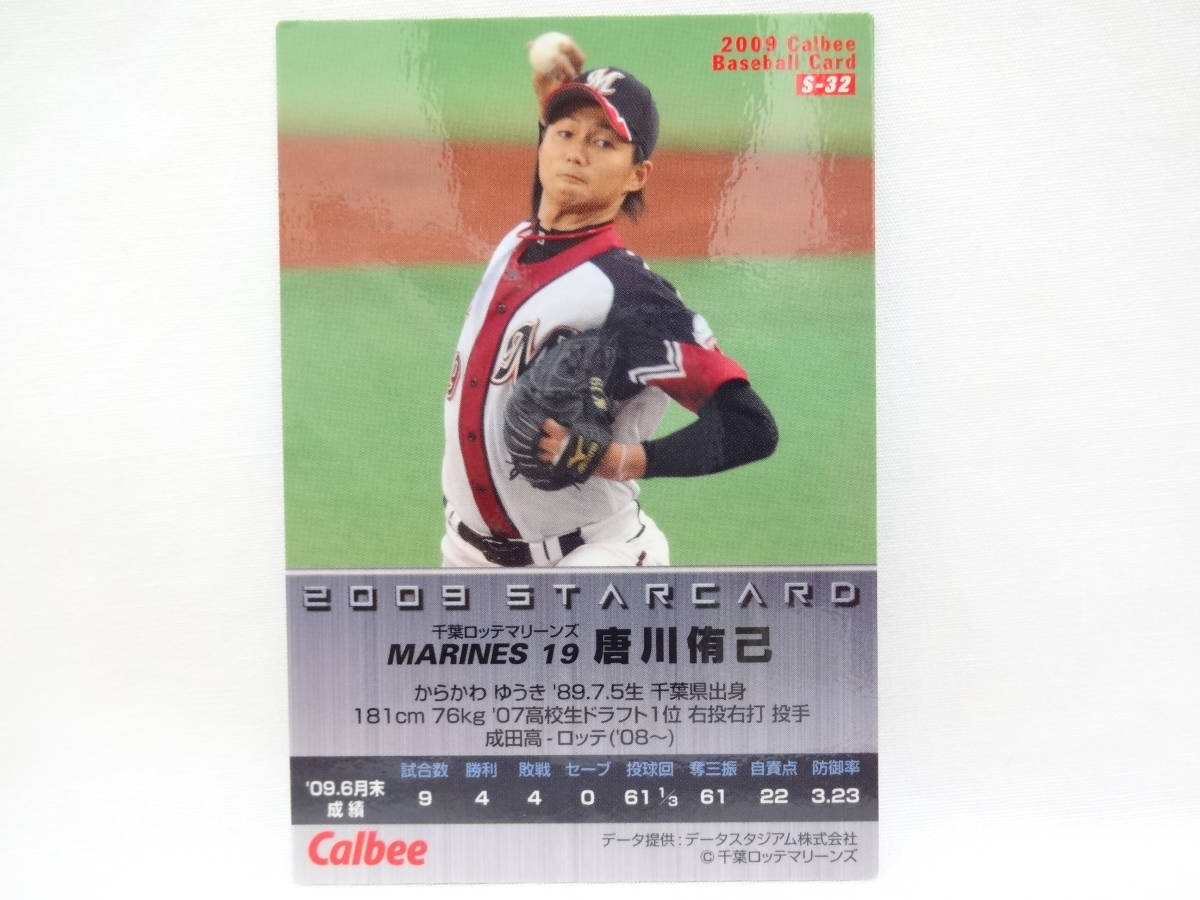 2009 Calbee
Baseball Card
S-32
M
2009 STARCARD
千葉ロッテマリーンズ
MARINES 19 唐川侑己
からかわ ゆうき '89.7.5生 千葉県出身
181cm 76kg '07高校生ドラフト1位 右投右打 投手
成田高-ロッテ('08〜)
試合数 勝利 敗戦 セーブ 投球回 奪三振 自責点 防御率
'09.6月末成績 9 4 4 0 61 1/3 61 22 3.23
Calbee
データ提供:データスタジアム株式会社
©千葉ロッテマリーンズ